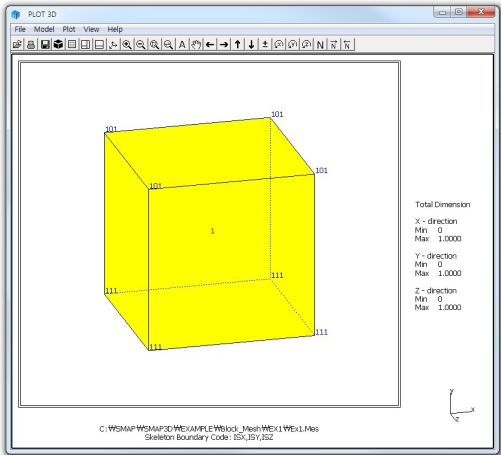 PLOT 3D
File Model Plot View Help
A N N N
101
101
101
101
1
111
111
111
111
Total Dimension
X - direction
Min 0
Max 1.0000
Y - direction
Min 0
Max 1.0000
Z - direction
Min 0
Max 1.0000
y
x
z
C:₩SMAP₩SMAP3D₩EXAMPLE₩Block_Mesh₩EX1₩Ex1.Mes
Skeleton Boundary Code: ISX,ISY,ISZ